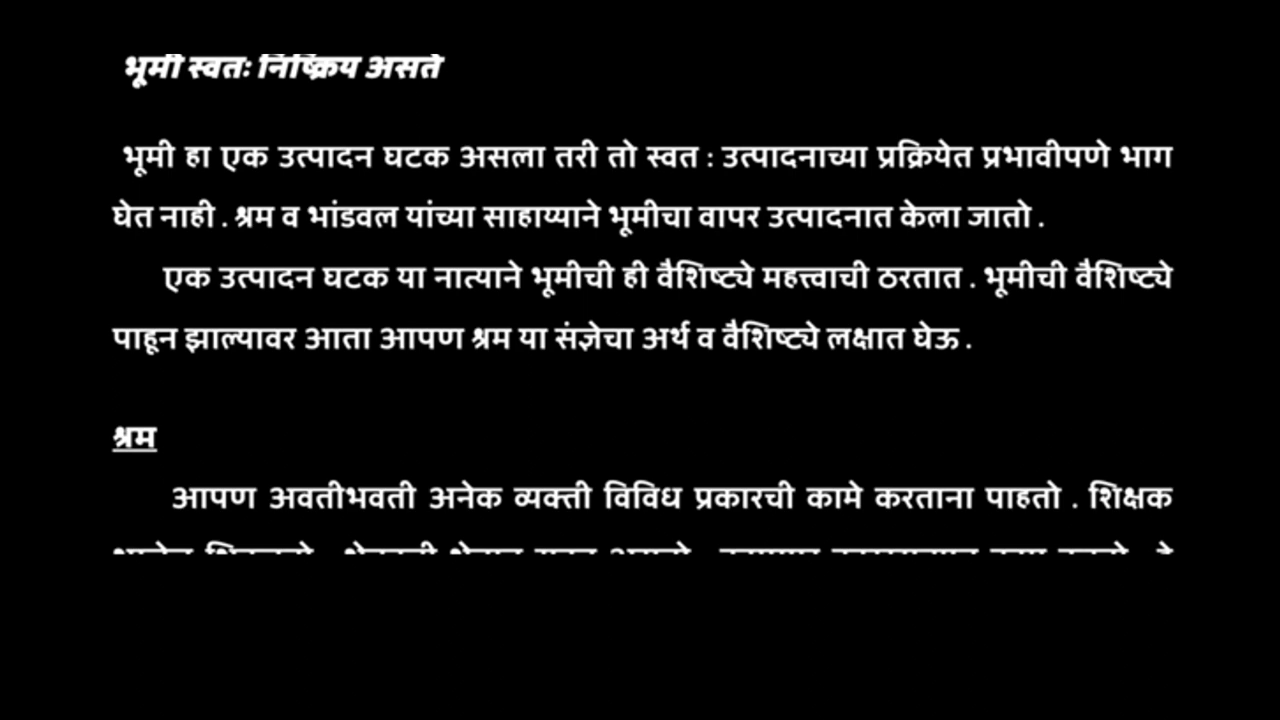 भूमी स्वतः निष्क्रिय असते
भूमी हा एक उत्पादन घटक असला तरी तो स्वत : उत्पादनाच्या प्रक्रियेत प्रभावीपणे भाग
घेत नाही . श्रम व भांडवल यांच्या साहाय्याने भूमीचा वापर उत्पादनात केला जातो .
एक उत्पादन घटक या नात्याने भूमीची ही वैशिष्ट्ये महत्त्वाची ठरतात . भूमीची वैशिष्ट्ये
पाहून झाल्यावर आता आपण श्रम या संज्ञेचा अर्थ व वैशिष्ट्ये लक्षात घेऊ .
श्रम
आपण अवतीभवती अनेक व्यक्ती विविध प्रकारची कामे करताना पाहतो . शिक्षक